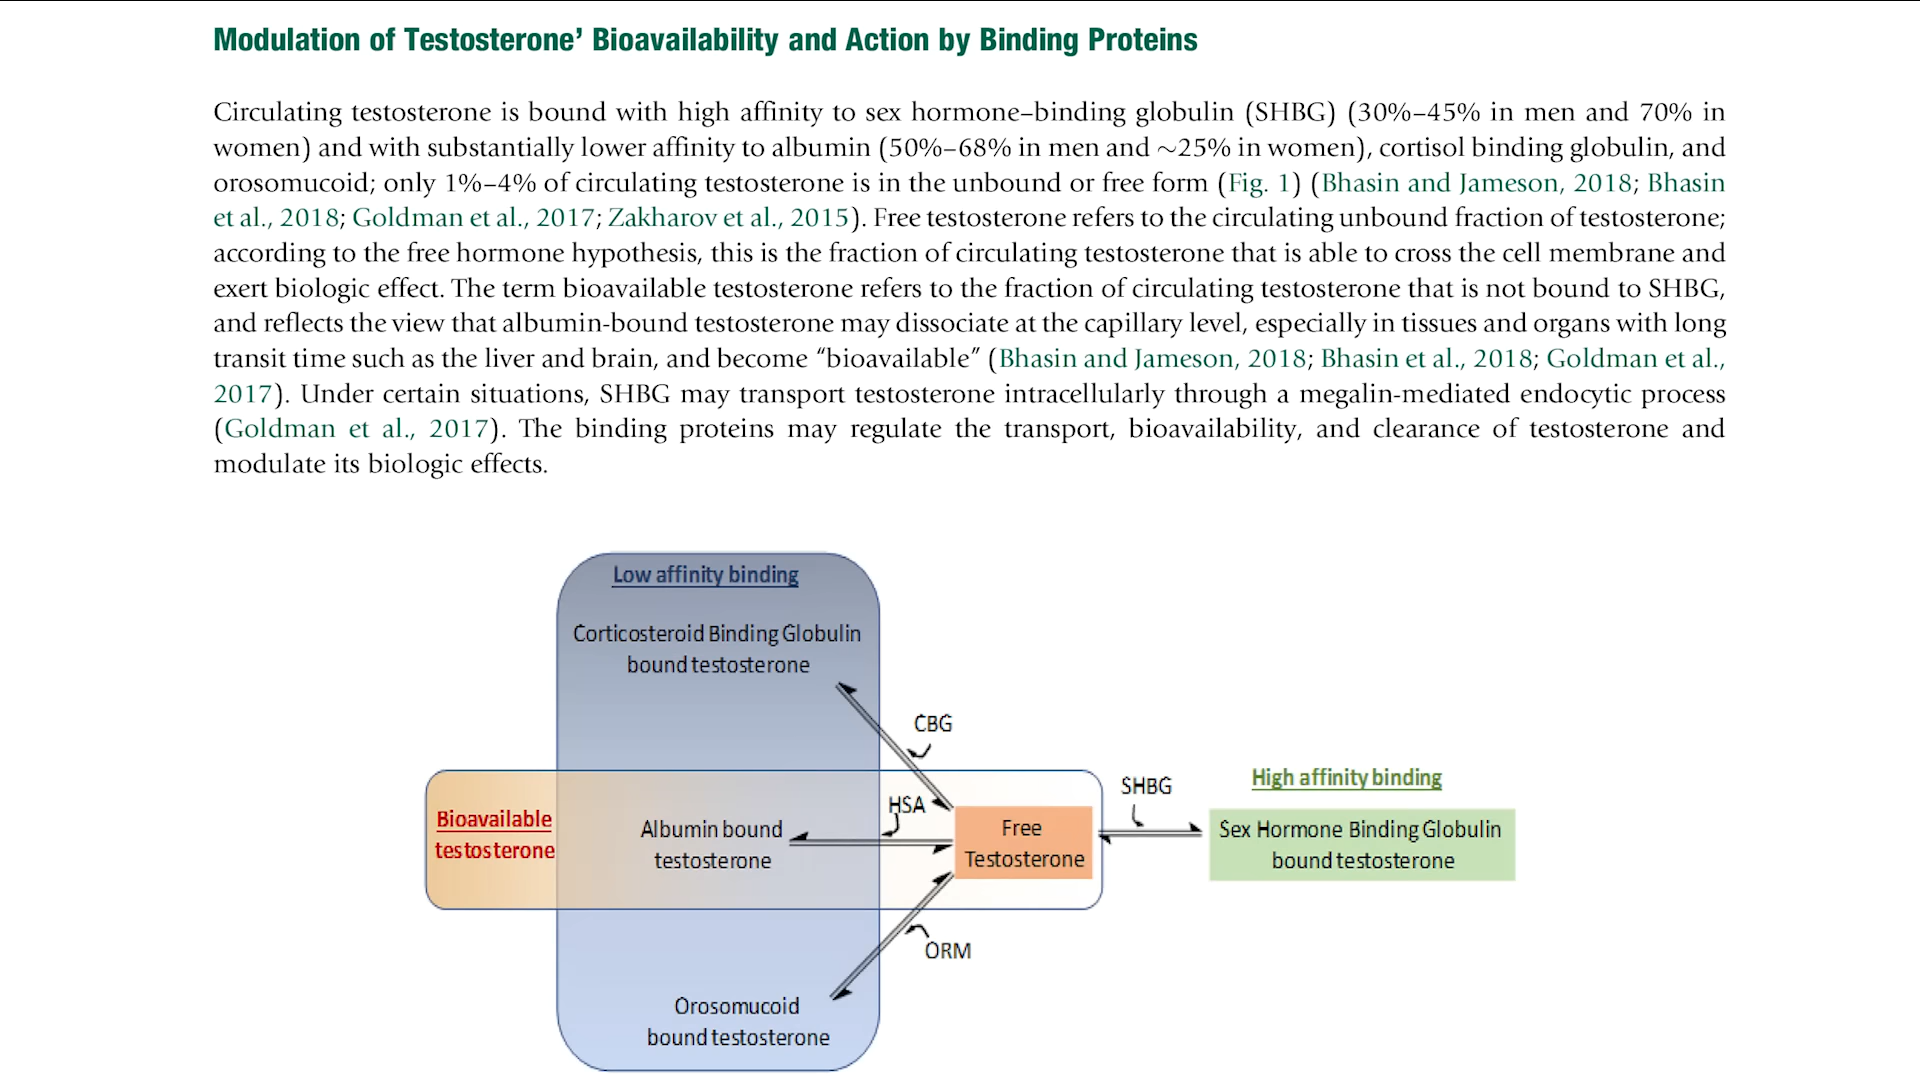 Modulation of Testosterone’ Bioavailability and Action by Binding Proteins
Circulating testosterone is bound with high affinity to sex hormone–binding globulin (SHBG) (30%–45% in men and 70% in
women) and with substantially lower affinity to albumin (50%–68% in men and ~25% in women), cortisol binding globulin, and
orosomucoid; only 1%–4% of circulating testosterone is in the unbound or free form (Fig. 1) (Bhasin and Jameson, 2018; Bhasin
et al., 2018; Goldman et al., 2017; Zakharov et al., 2015). Free testosterone refers to the circulating unbound fraction of testosterone;
according to the free hormone hypothesis, this is the fraction of circulating testosterone that is able to cross the cell membrane and
exert biologic effect. The term bioavailable testosterone refers to the fraction of circulating testosterone that is not bound to SHBG,
and reflects the view that albumin-bound testosterone may dissociate at the capillary level, especially in tissues and organs with long
transit time such as the liver and brain, and become “bioavailable” (Bhasin and Jameson, 2018; Bhasin et al., 2018; Goldman et al.,
2017). Under certain situations, SHBG may transport testosterone intracellularly through a megalin-mediated endocytic process
(Goldman et al., 2017). The binding proteins may regulate the transport, bioavailability, and clearance of testosterone and
modulate its biologic effects.
Low affinity binding
Corticosteroid Binding Globulin
bound testosterone
CBG
Bioavailable
testosterone
Albumin bound
testosterone
HSA
Free
Testosterone
SHBG
High affinity binding
Sex Hormone Binding Globulin
bound testosterone
ORM
Orosomucoid
bound testosterone